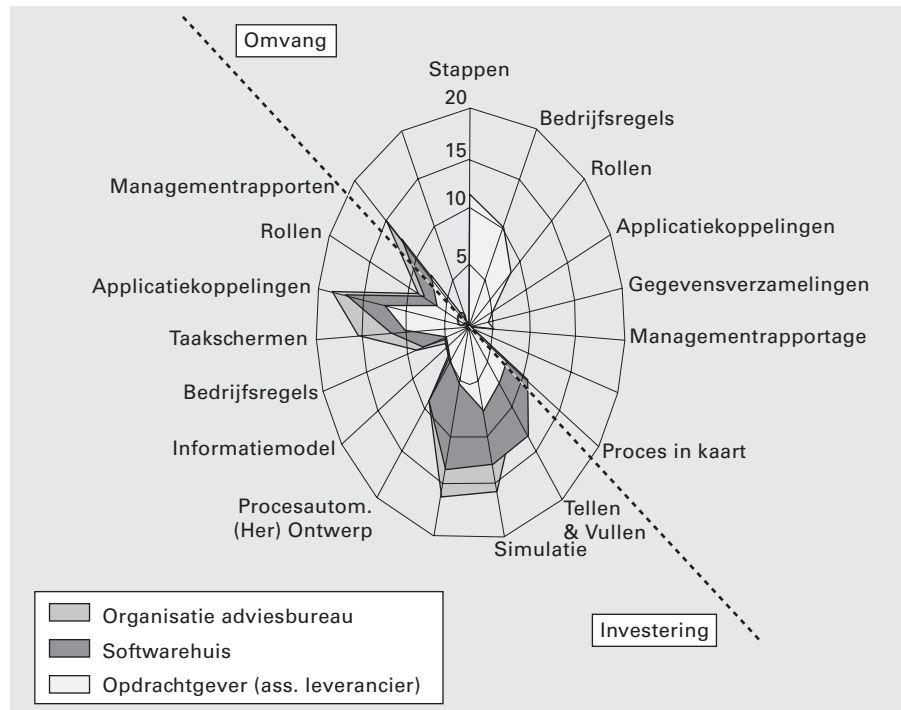 Omvang
Stappen
20
Bedrijfsregels
15
Rollen
Managementrapporten
10
Rollen
Applicatiekoppelingen
5
Applicatiekoppelingen
Gegevensverzamelingen
0
Taakschermen
Managementrapportage
Bedrijfsregels
Informatiemodel
Proces in kaart
Procesautom.
(Her) Ontwerp
Tellen
& Vullen
Simulatie
Organisatie adviesbureau
Softwarehuis
Opdrachtgever (ass. leverancier)
Investering